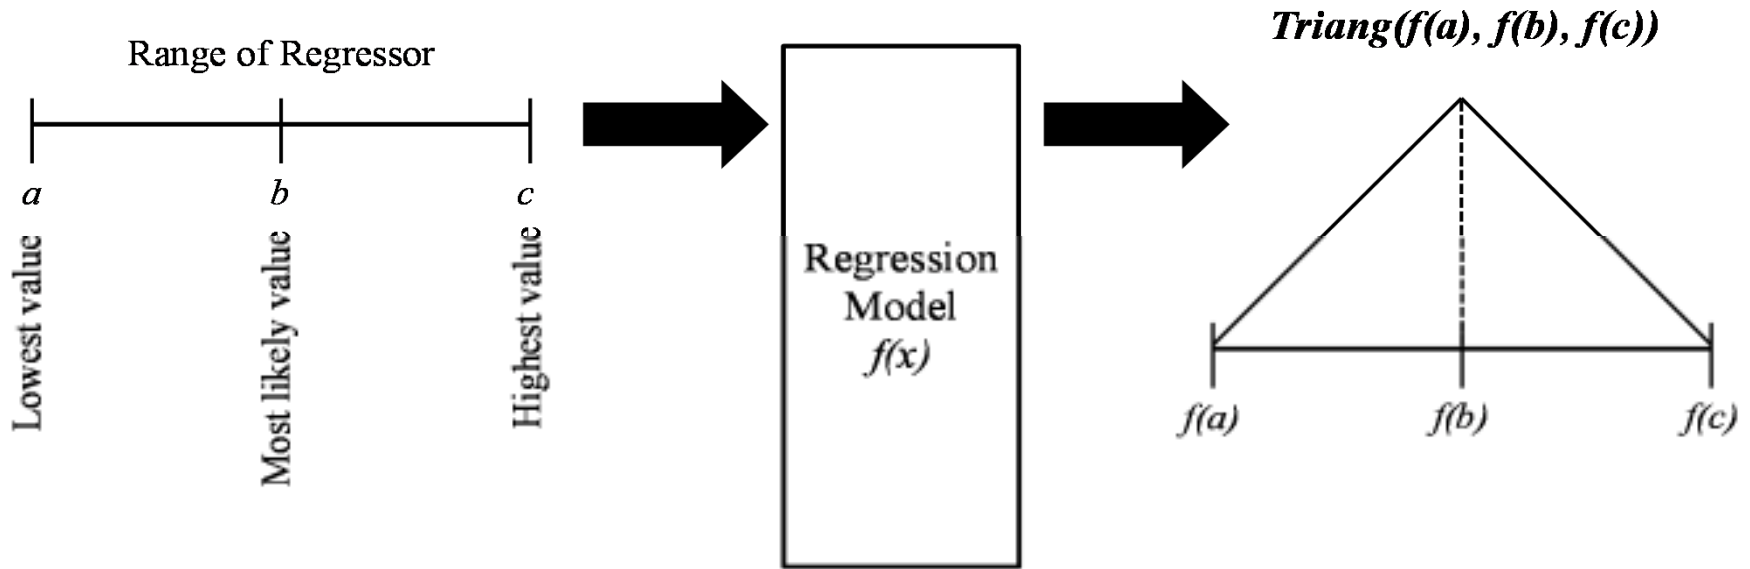 Range of Regressor
a
b
c
Lowest value
Most likely value
Highest value
Regression
Model
f(x)
Triang(f(a), f(b), f(c))
f(a)
f(b)
f(c)